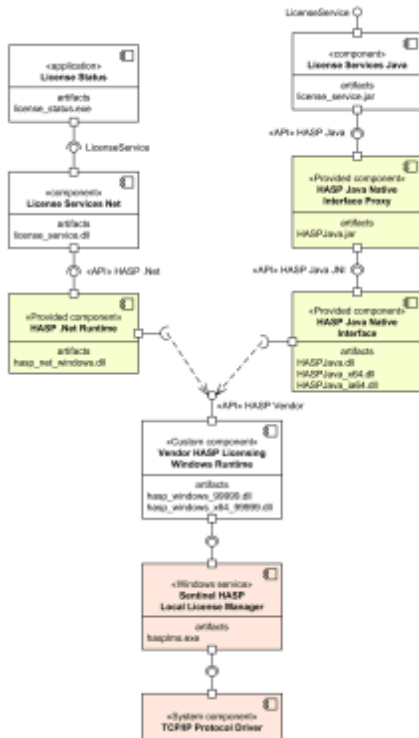 LicenseService
«application»
License Status
artifacts
license_status.exe
«component»
License Services Java
artifacts
license_service.jar
LicenseService
«API» HASP Java
«component»
License Services Net
artifacts
license_service.dll
«Provided component»
HASP Java Native
Interface Proxy
artifacts
HASPJava.jar
«API» HASP .Net
«API» HASP Java JNI
«Provided component»
HASP .Net Runtime
artifacts
hasp_net_windows.dll
«Provided component»
HASP Java Native
Interface
artifacts
HASPJava.dll
HASPJava_x64.dll
HASPJava_ia64.dll
«API» HASP Vendor
«Custom component»
Vendor HASP Licensing
Windows Runtime
artifacts
hasp_windows_99999.dll
hasp_windows_x64_99999.dll
«Windows service»
Sentinel HASP
Local License Manager
artifacts
hasplms.exe
«System component»
TCP/IP Protocol Driver